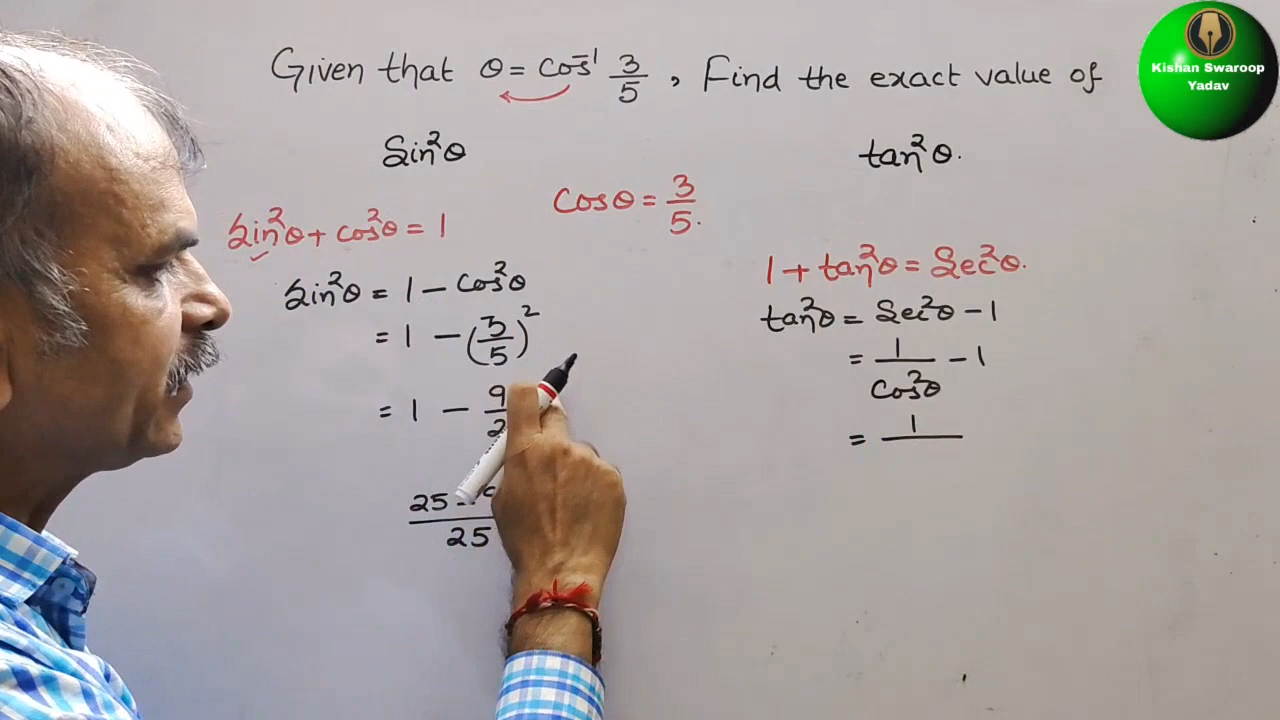 Given that θ = cos⁻¹ 3/5 , Find the exact value of
Sin²θ
tan²θ.
cosθ = 3/5.
Sin²θ + cos²θ = 1
Sin²θ = 1 − cos²θ
= 1 − (3/5)²
= 1 − 9
25 −
25
1 + tan²θ = Sec²θ.
tan²θ = Sec²θ − 1
= 1/cos²θ − 1
= 1
Kishan Swaroop
Yadav